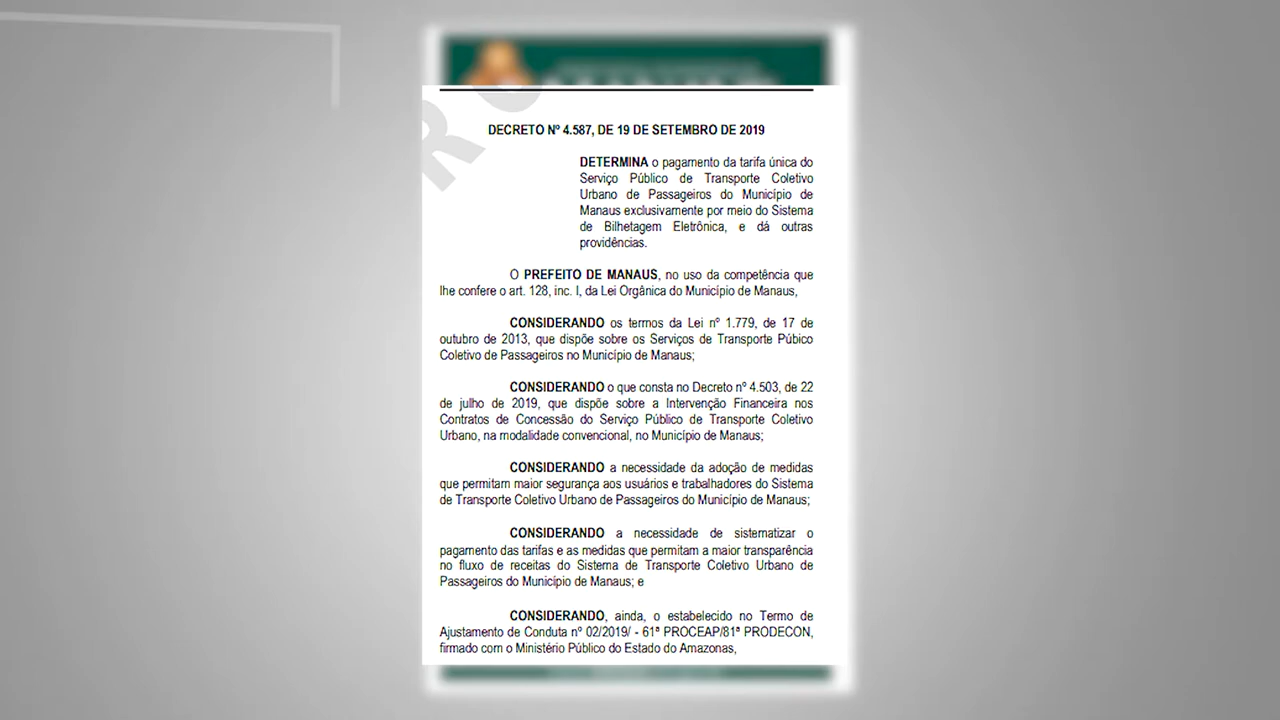 DECRETO Nº 4.587, DE 19 DE SETEMBRO DE 2019
DETERMINA o pagamento da tarifa única do
Serviço Público de Transporte Coletivo
Urbano de Passageiros do Município de
Manaus exclusivamente por meio do Sistema
de Bilhetagem Eletrônica, e dá outras
providências.
O PREFEITO DE MANAUS, no uso da competência que
lhe confere o art. 128, inc. I, da Lei Orgânica do Município de Manaus,
CONSIDERANDO os termos da Lei nº 1.779, de 17 de
outubro de 2013, que dispõe sobre os Serviços de Transporte Púbico
Coletivo de Passageiros no Município de Manaus;
CONSIDERANDO o que consta no Decreto nº 4.503, de 22
de julho de 2019, que dispõe sobre a Intervenção Financeira nos
Contratos de Concessão do Serviço Público de Transporte Coletivo
Urbano, na modalidade convencional, no Município de Manaus;
CONSIDERANDO a necessidade da adoção de medidas
que permitam maior segurança aos usuários e trabalhadores do Sistema
de Transporte Coletivo Urbano de Passageiros do Município de Manaus;
CONSIDERANDO a necessidade de sistematizar o
pagamento das tarifas e as medidas que permitam a maior transparência
no fluxo de receitas do Sistema de Transporte Coletivo Urbano de
Passageiros do Município de Manaus; e
CONSIDERANDO, ainda, o estabelecido no Termo de
Ajustamento de Conduta nº 02/2019/ - 61ª PROCEAP/81ª PRODECON,
firmado com o Ministério Público do Estado do Amazonas,